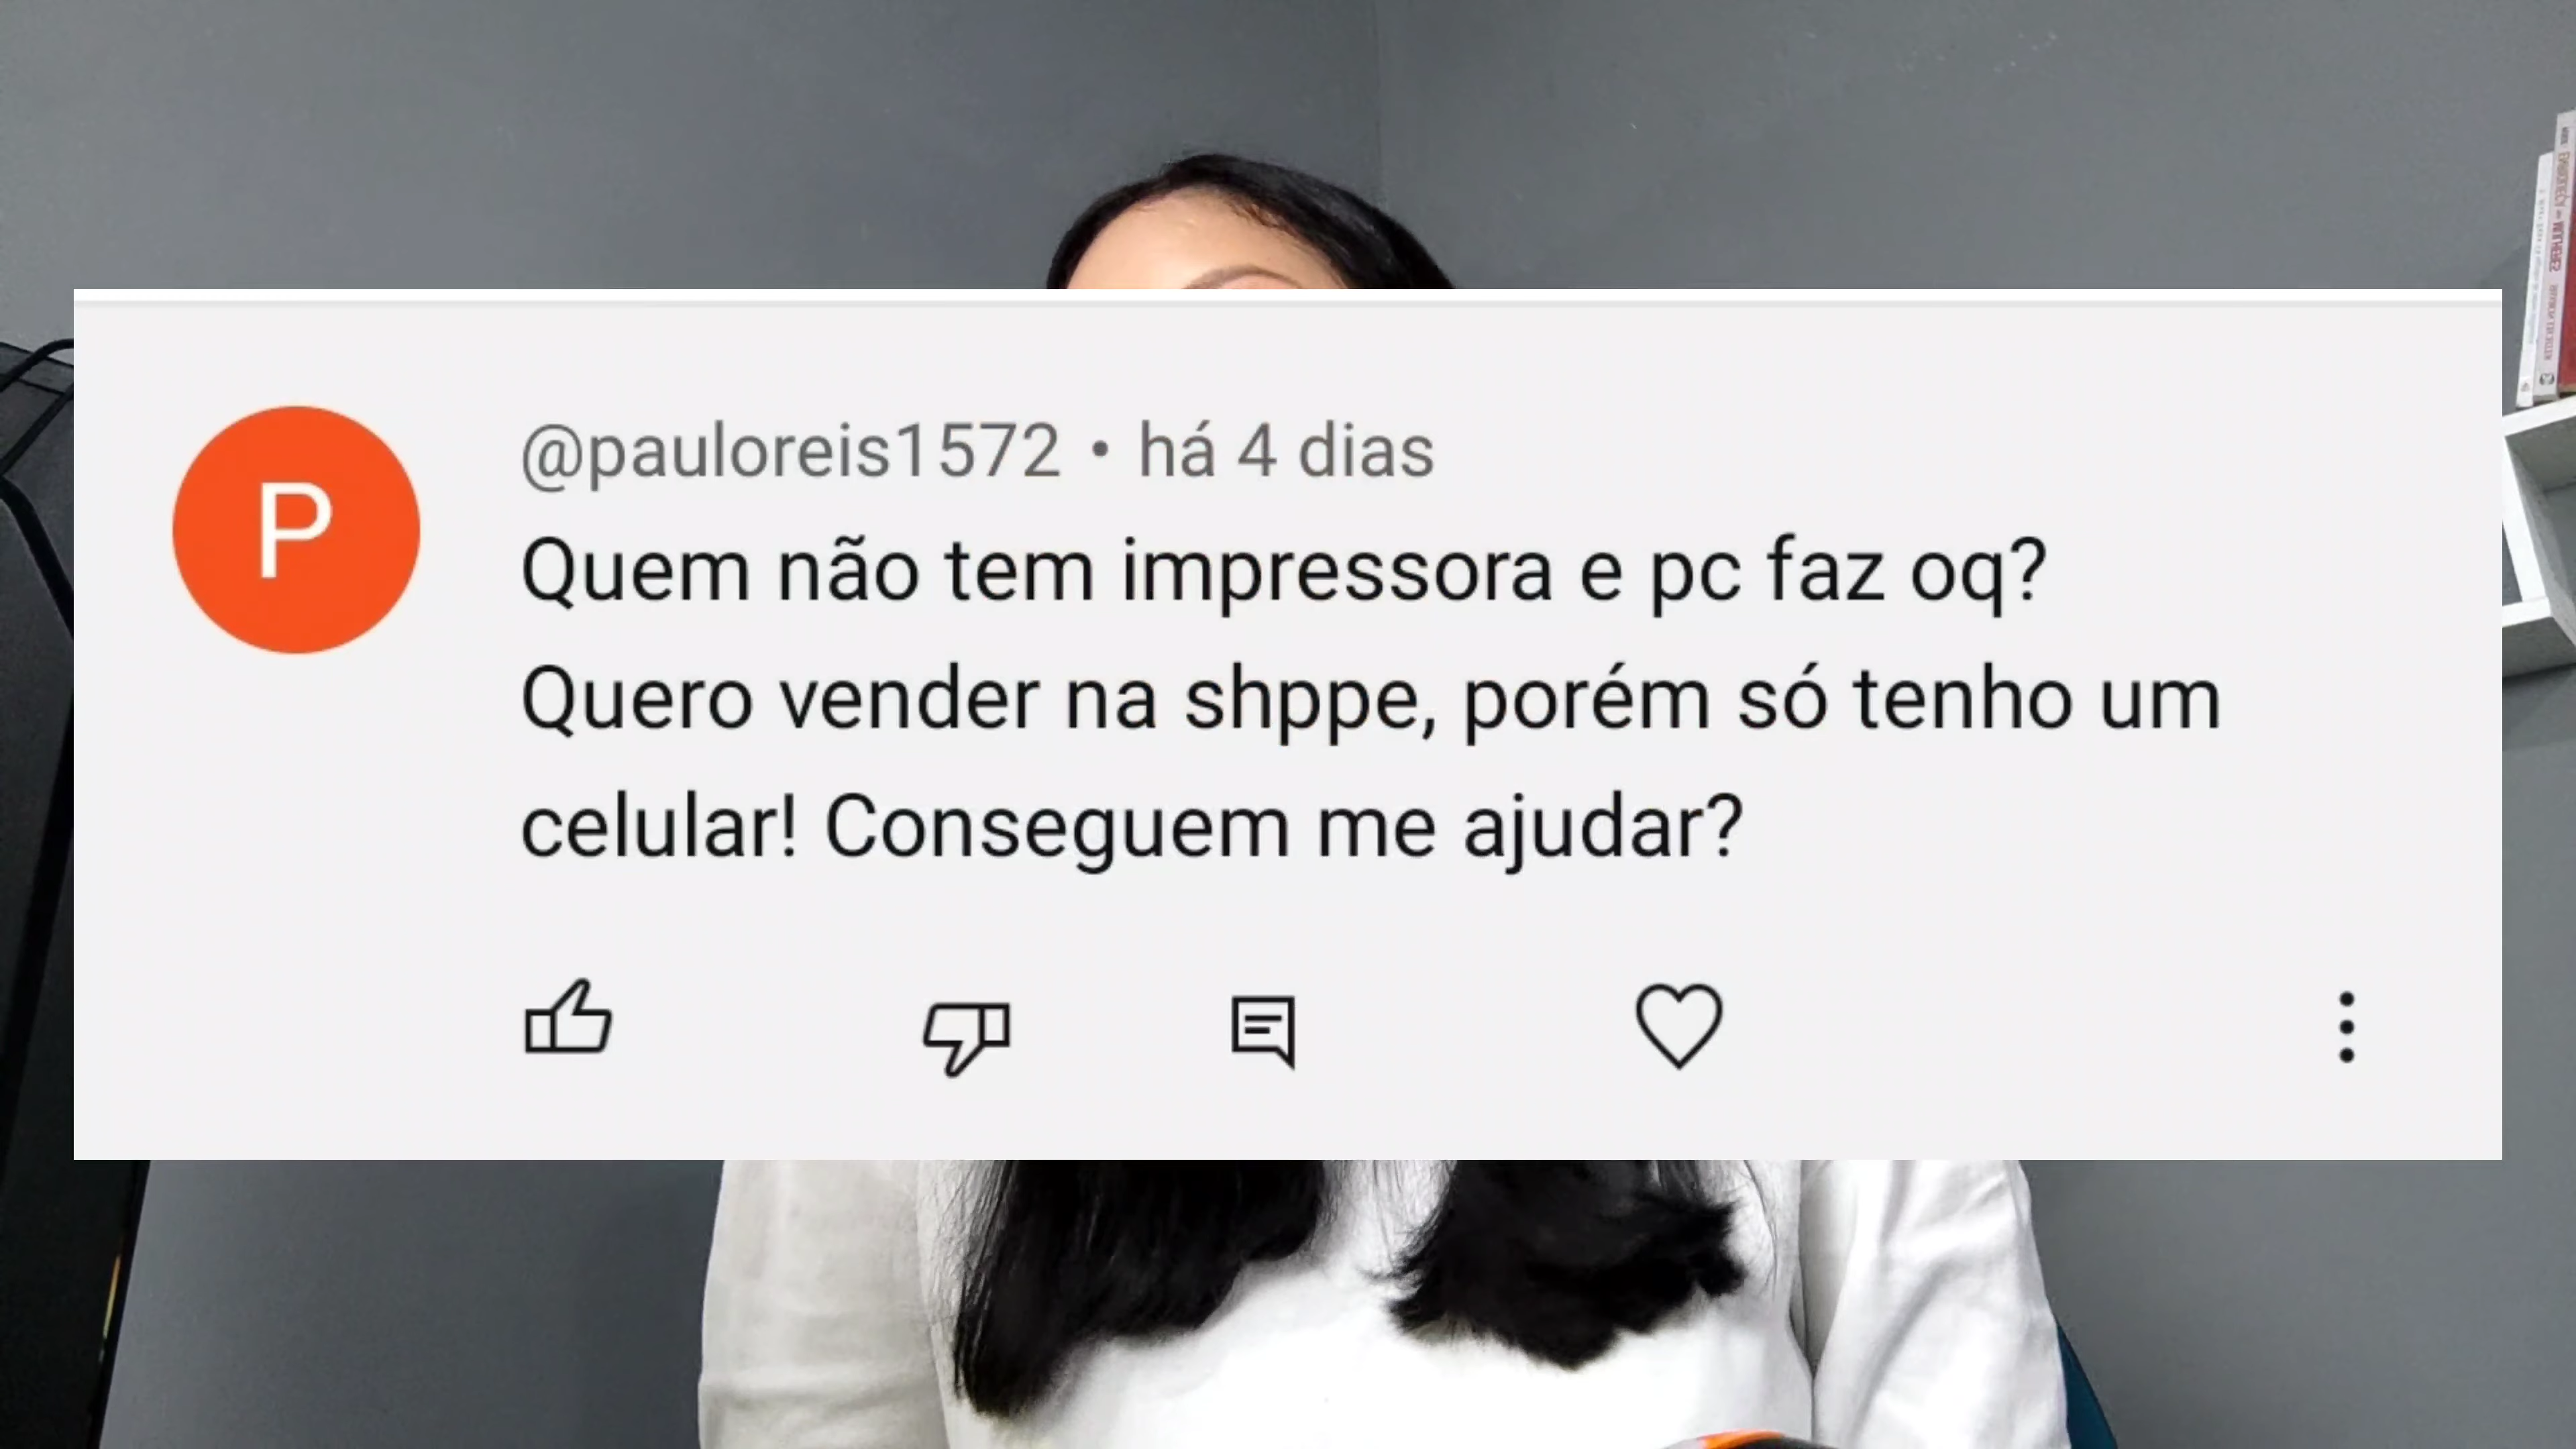 P
@pauloreis1572 • há 4 dias
Quem não tem impressora e pc faz oq?
Quero vender na shppe, porém só tenho um
celular! Conseguem me ajudar?